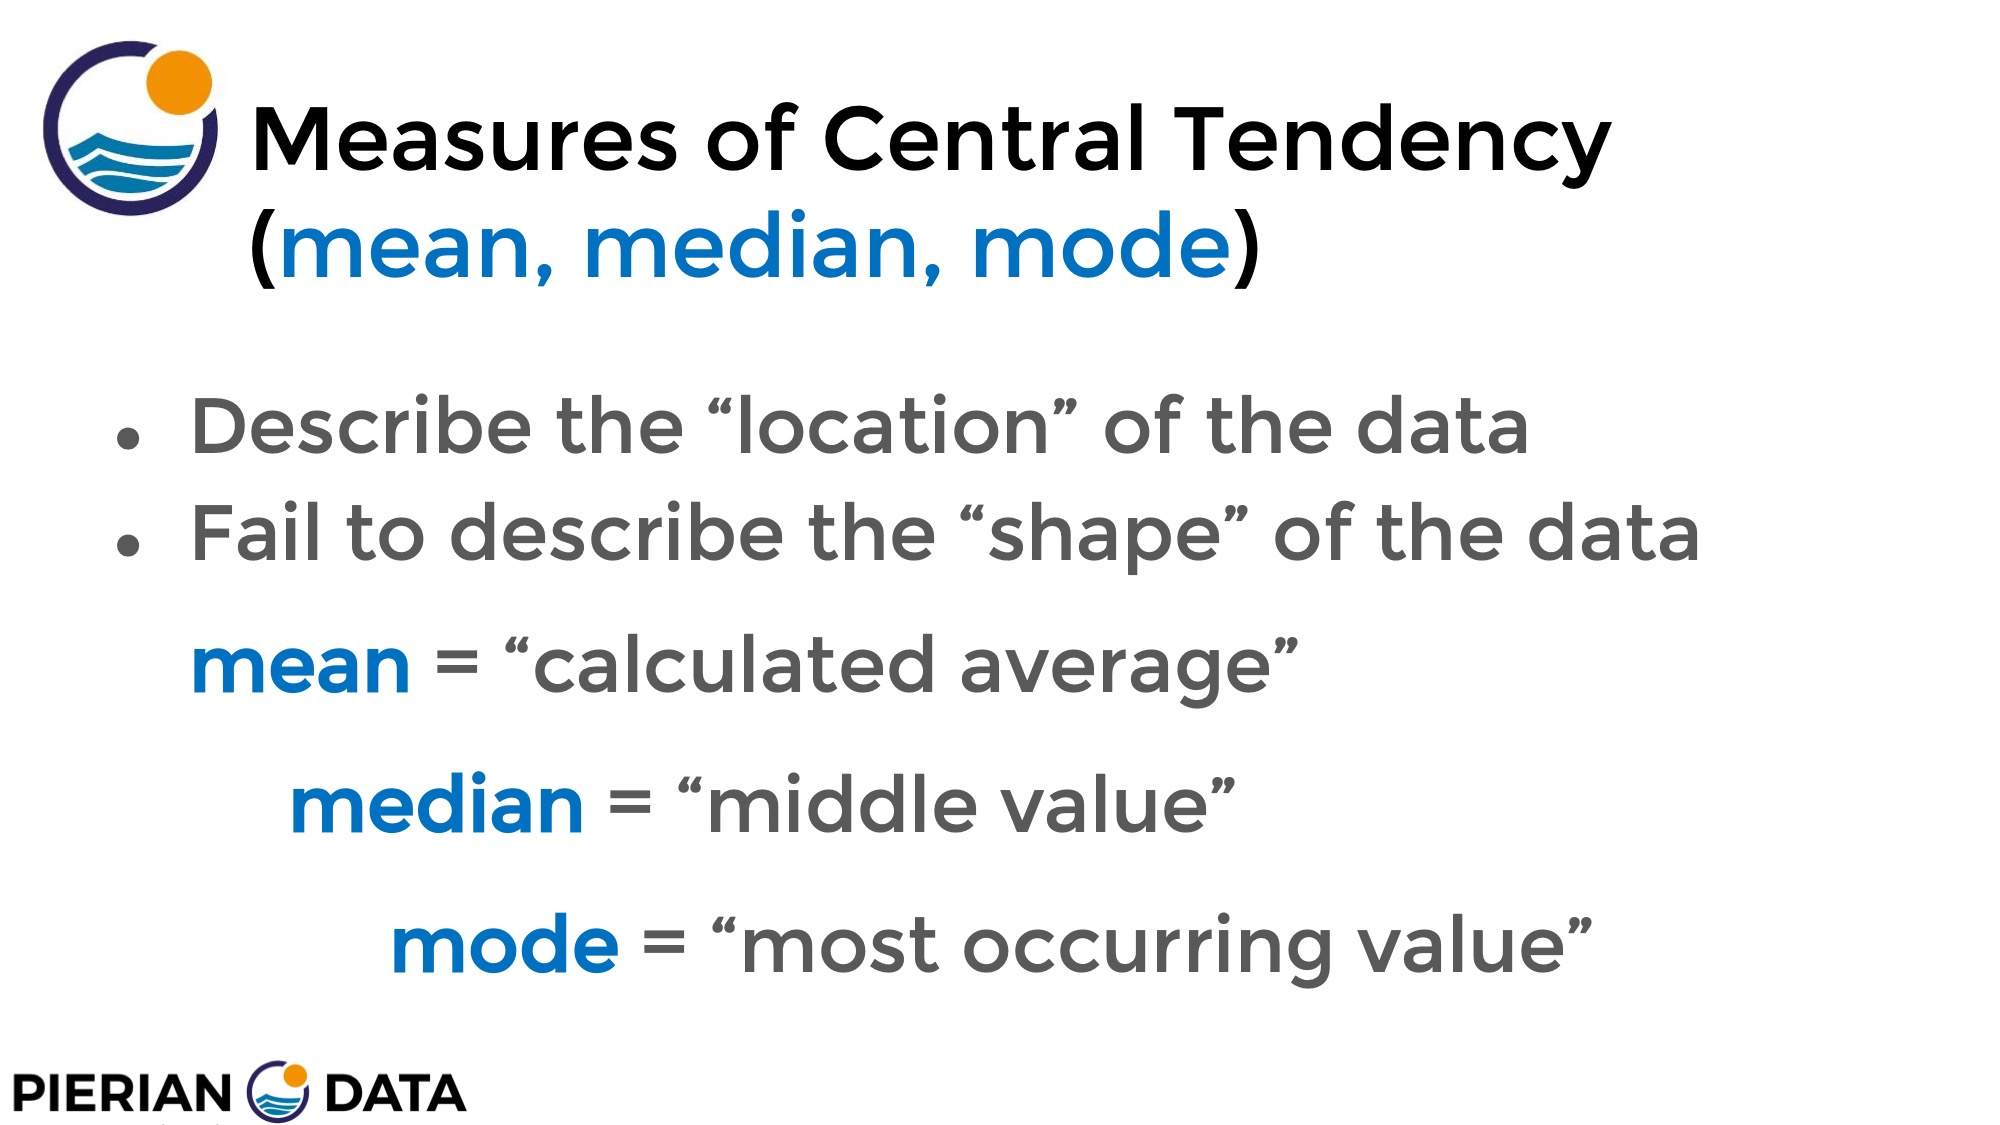 Measures of Central Tendency
(mean, median, mode)
• Describe the “location” of the data
• Fail to describe the “shape” of the data
mean = “calculated average”
median = “middle value”
mode = “most occurring value”
PIERIAN DATA